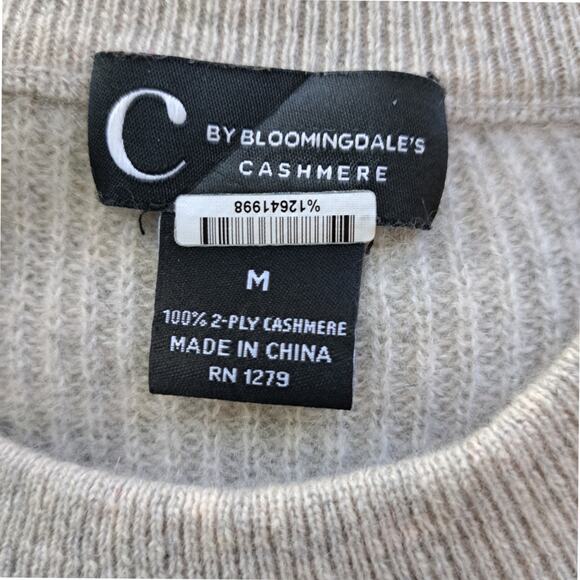 C BY BLOOMINGDALE'S
CASHMERE
%12641998
M
100% 2-PLY CASHMERE
MADE IN CHINA
RN 1279